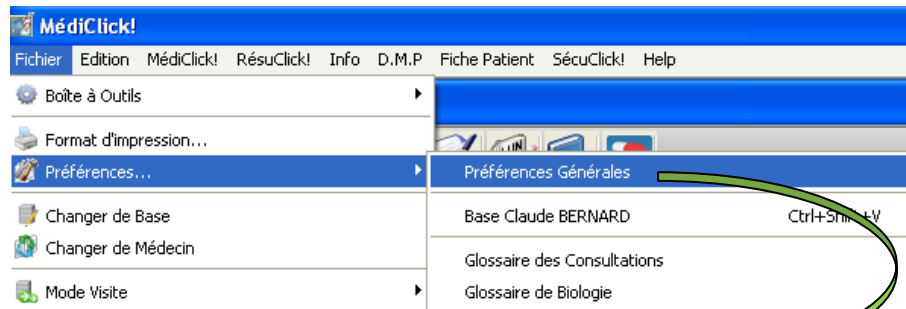 MédiClick!
Fichier Edition MédiClick! RésuClick! Info D.M.P Fiche Patient SécuClick! Help
Boîte à Outils
Format d'impression...
Préférences...
Préférences Générales
Changer de Base
Base Claude BERNARD
Changer de Médecin
Glossaire des Consultations
Mode Visite
Glossaire de Biologie